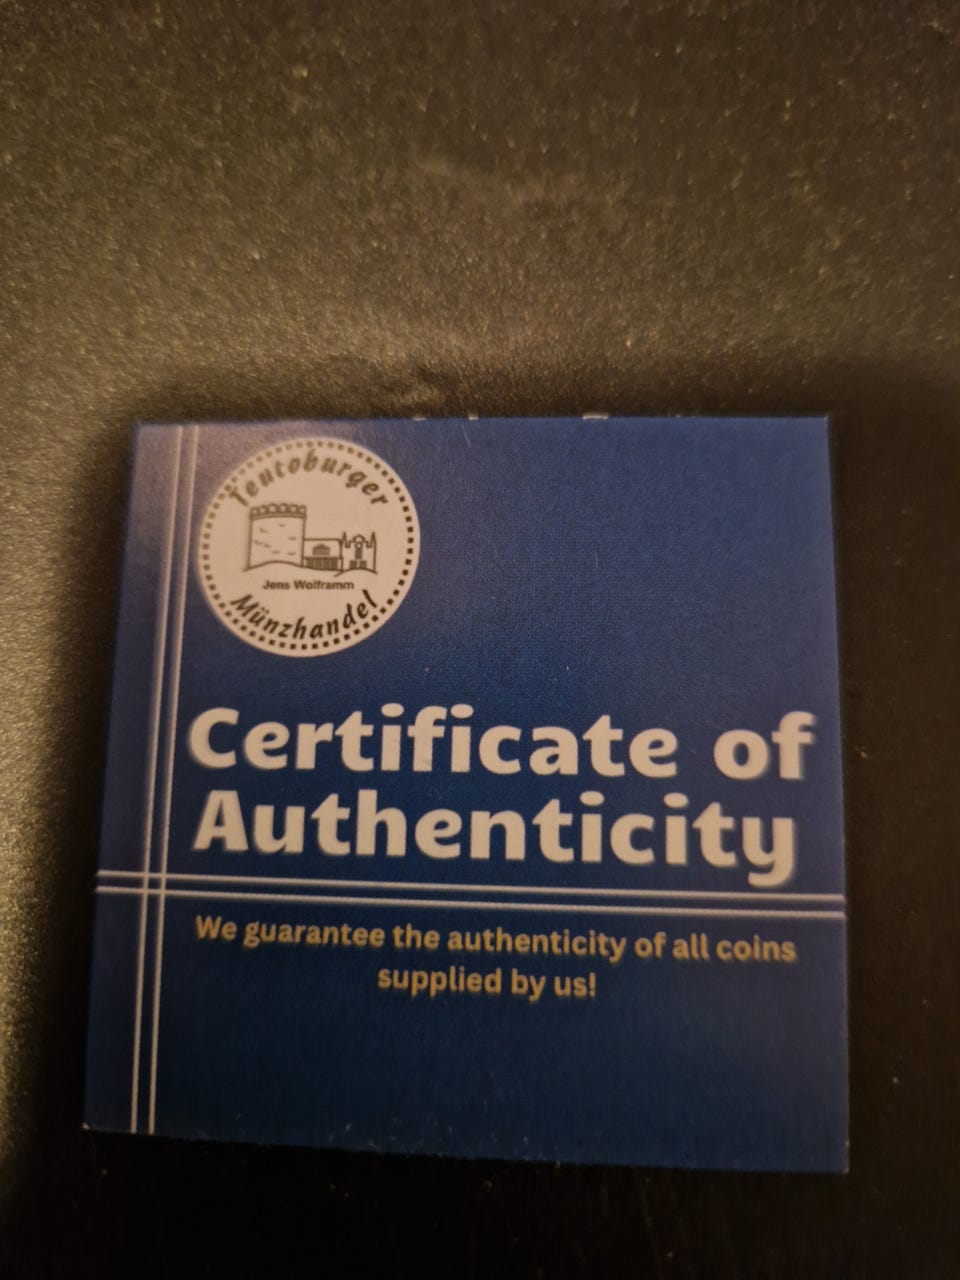 Teutoburger
Jens Wolframm
Münzhandel
Certificate of
Authenticity
We guarantee the authenticity of all coins
supplied by us!